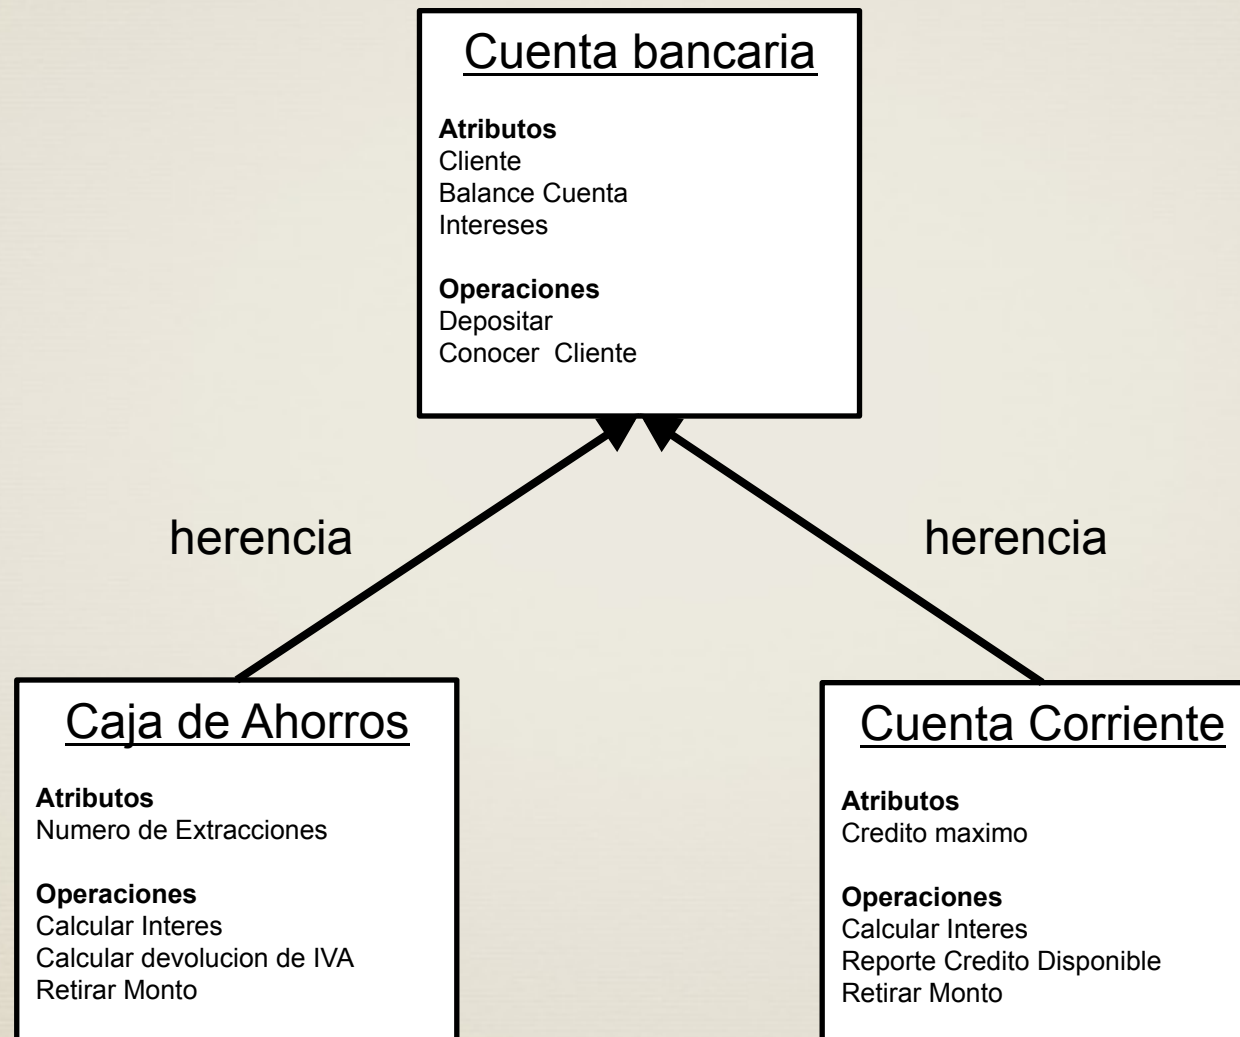 Cuenta bancaria
Atributos
Cliente
Balance Cuenta
Intereses
Operaciones
Depositar
Conocer  Cliente
herencia
herencia
Caja de Ahorros
Atributos
Numero de Extracciones
Operaciones
Calcular Interes
Calcular devolucion de IVA
Retirar Monto
Cuenta Corriente
Atributos
Credito maximo
Operaciones
Calcular Interes
Reporte Credito Disponible
Retirar Monto